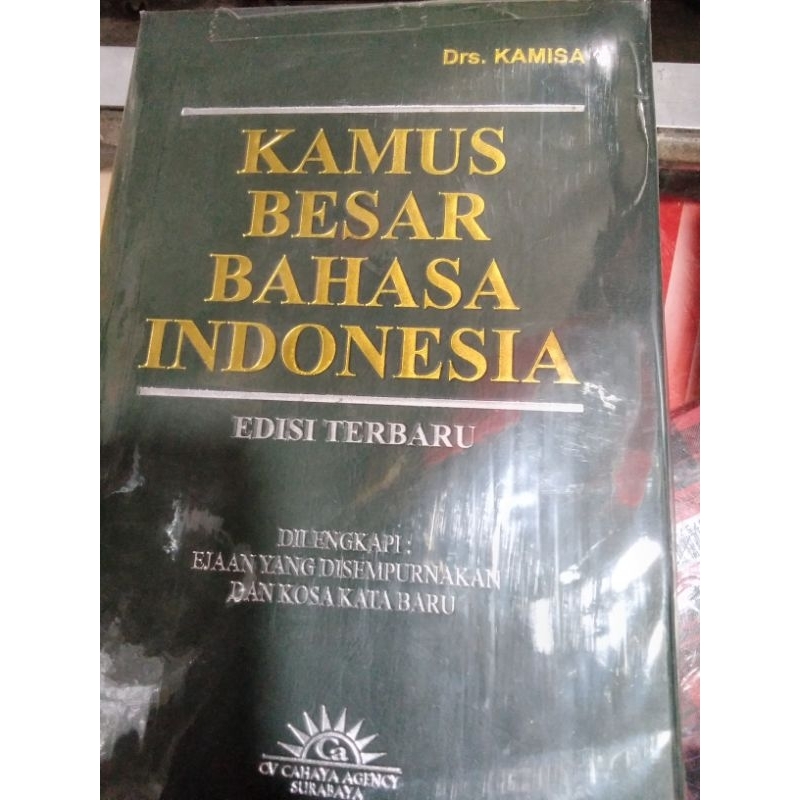 Drs. KAMISA
KAMUS
BESAR
BAHASA
INDONESIA
EDISI TERBARU
DILENGKAPI :
EJAAN YANG DISEMPURNAKAN
DAN KOSA KATA BARU
Ca
CV CAHAYA AGENCY
SURABAYA